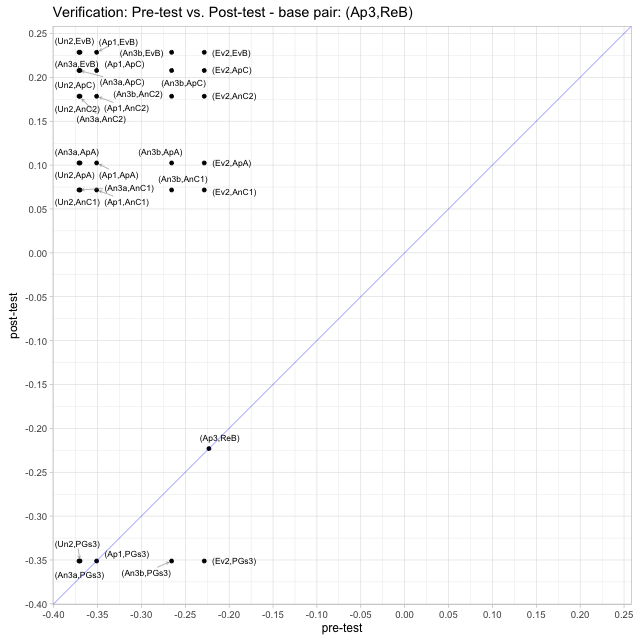 Verification: Pre-test vs. Post-test - base pair: (Ap3,ReB)
0.25
(Un2,EvB)
(Ap1,EvB)
(An3b,EvB)
(Ev2,EvB)
(An3a,EvB)
(Ap1,ApC)
(Ev2,ApC)
0.20
(Un2,ApC)
(An3a,ApC)
(An3b,ApC)
(An3b,AnC2)
(Ev2,AnC2)
(Un2,AnC2)
(Ap1,AnC2)
(An3a,AnC2)
0.15
(An3a,ApA)
(An3b,ApA)
(Ev2,ApA)
0.10
(Un2,ApA)
(Ap1,ApA)
(An3b,AnC1)
(An3a,AnC1)
(Ev2,AnC1)
(Un2,AnC1)
(Ap1,AnC1)
0.05
0.00
-0.05
post-test
-0.10
-0.15
-0.20
(Ap3,ReB)
-0.25
-0.30
(Un2,PGs3)
(Ap1,PGs3)
-0.35
(Ev2,PGs3)
(An3a,PGs3)
(An3b,PGs3)
-0.40
-0.40 -0.35 -0.30 -0.25 -0.20 -0.15 -0.10 -0.05 0.00 0.05 0.10 0.15 0.20 0.25
pre-test